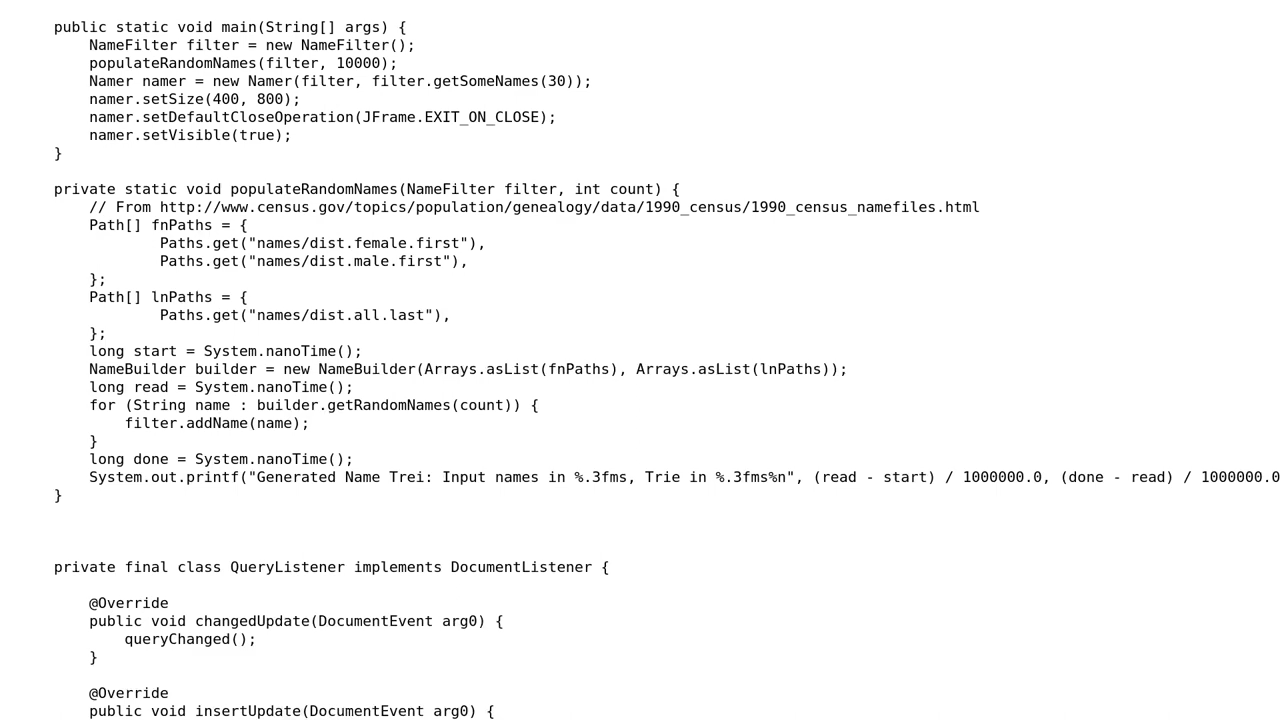 public static void main(String[] args) {
    NameFilter filter = new NameFilter();
    populateRandomNames(filter, 10000);
    Namer namer = new Namer(filter, filter.getSomeNames(30));
    namer.setSize(400, 800);
    namer.setDefaultCloseOperation(JFrame.EXIT_ON_CLOSE);
    namer.setVisible(true);
}
private static void populateRandomNames(NameFilter filter, int count) {
    // From http://www.census.gov/topics/population/genealogy/data/1990_census/1990_census_namefiles.html
    Path[] fnPaths = {
            Paths.get("names/dist.female.first"),
            Paths.get("names/dist.male.first"),
    };
    Path[] lnPaths = {
            Paths.get("names/dist.all.last"),
    };
    long start = System.nanoTime();
    NameBuilder builder = new NameBuilder(Arrays.asList(fnPaths), Arrays.asList(lnPaths));
    long read = System.nanoTime();
    for (String name : builder.getRandomNames(count)) {
        filter.addName(name);
    }
    long done = System.nanoTime();
    System.out.printf("Generated Name Trei: Input names in %.3fms, Trie in %.3fms%n", (read - start) / 1000000.0, (done - read) / 1000000.0
}
private final class QueryListener implements DocumentListener {
    @Override
    public void changedUpdate(DocumentEvent arg0) {
        queryChanged();
    }
    @Override
    public void insertUpdate(DocumentEvent arg0) {